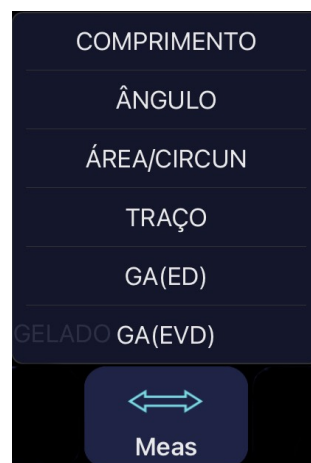 COMPRIMENTO
ÂNGULO
ÁREA/CIRCUN
TRAÇO
GA(ED)
GELADO GA(EVD)
Meas